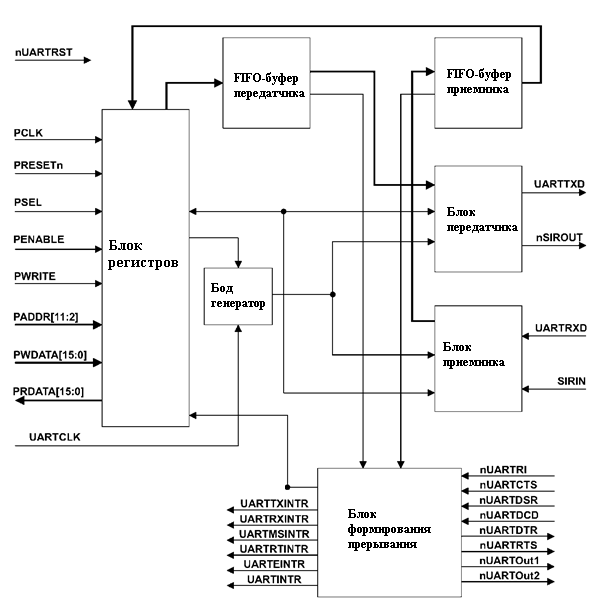 nUARTRST
FIFO-буфер
передатчика
FIFO-буфер
приемника
PCLK
PRESETn
PSEL
PENABLE
PWRITE
PADDR[11:2]
PWDATA[15:0]
PRDATA[15:0]
UARTCLK
Блок
регистров
Бод
генератор
Блок
передатчика
UARTTXD
nSIROUT
Блок
приемника
UARTRXD
SIRIN
Блок
формирования
прерывания
UARTTXINTR
UARTRXINTR
UARTMSINTR
UARTRTINTR
UARTEINTR
UARTINTR
nUARTRI
nUARTCTS
nUARTDSR
nUARTDCD
nUARTDTR
nUARTRTS
nUARTOut1
nUARTOut2